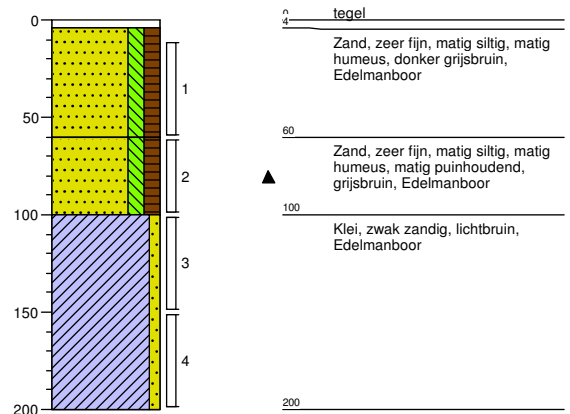 0
50
100
150
200
1
2
3
4
0
tegel
4
Zand, zeer fijn, matig siltig, matig
humeus, donker grijsbruin,
Edelmanboor
60
Zand, zeer fijn, matig siltig, matig
humeus, matig puinhoudend,
grijsbruin, Edelmanboor
100
Klei, zwak zandig, lichtbruin,
Edelmanboor
200